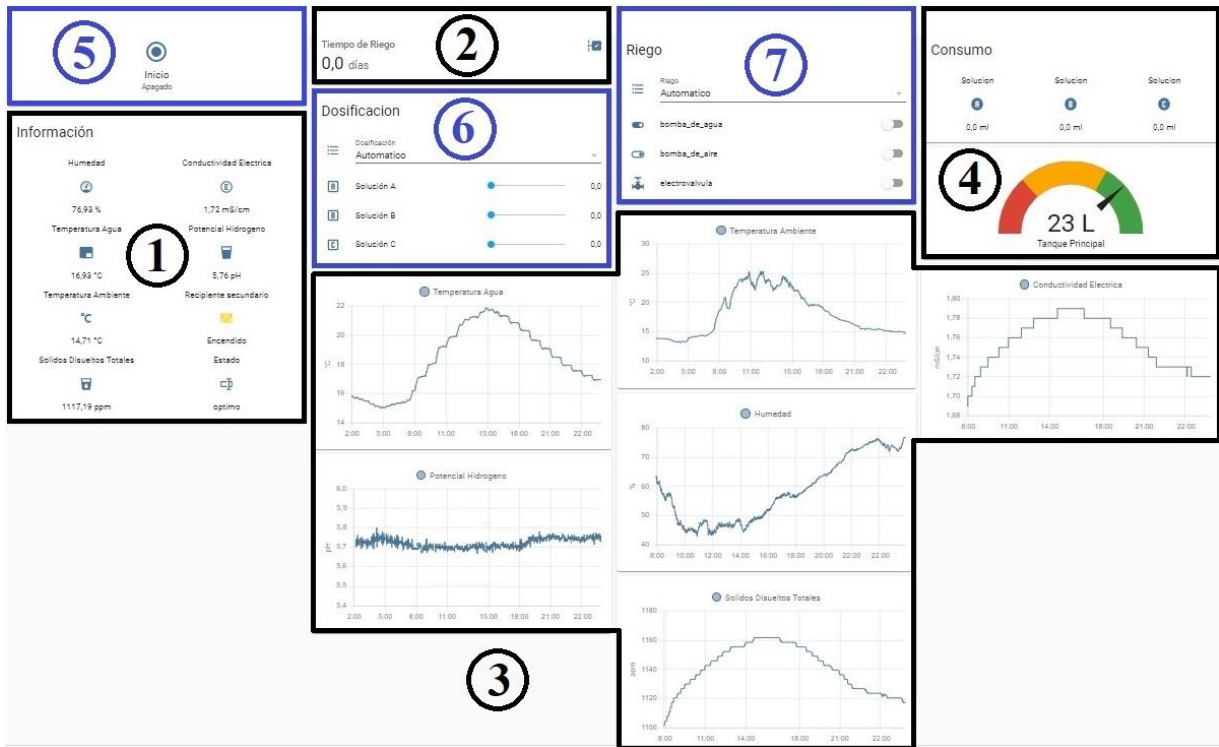 5
Inicio
Apagado
Información
Humedad
Conductividad Electrica
76,93 %
1,72 mS/cm
Temperatura Agua
Potencial Hidrogeno
1
16,93 °C
5,76 pH
Temperatura Ambiente
Recipiente secundario
°C
14,71 °C
Encendido
Solidos Disueltos Totales
Estado
1117,19 ppm
optimo
Tiempo de Riego
0,0 días
2
Dosificacion
6
Dosificación
Automatico
A Solución A 0,0
B Solución B 0,0
C Solución C 0,0
Riego
7
Riego
Automatico
bomba_de_agua
bomba_de_aire
electrovalvula
Consumo
Solucion
Solucion
Solucion
A
B
C
0,0 ml
0,0 ml
0,0 ml
4
23 L
Tanque Principal
Temperatura Agua
22
20
18
16
14
°C
2:00 5:00 8:00 11:00 15:00 18:00 21:00 22:00
Potencial Hidrogeno
6,0
5,9
5,8
5,7
5,6
5,5
5,4
pH
2:00 5:00 8:00 11:00 15:00 18:00 21:00 22:00
3
Temperatura Ambiente
30
25
20
15
10
°C
2:00 5:00 8:00 11:00 15:00 18:00 21:00 22:00
Humedad
80
70
60
50
40
%
8:00 10:00 12:00 14:00 16:00 18:00 20:00 22:00
Solidos Disueltos Totales
1180
1160
1140
1120
1100
ppm
8:00 11:00 15:00 18:00 21:00 22:00
Conductividad Electrica
1,80
1,78
1,76
1,74
1,72
1,70
1,68
8:00 11:00 15:00 18:00 21:00 22:00